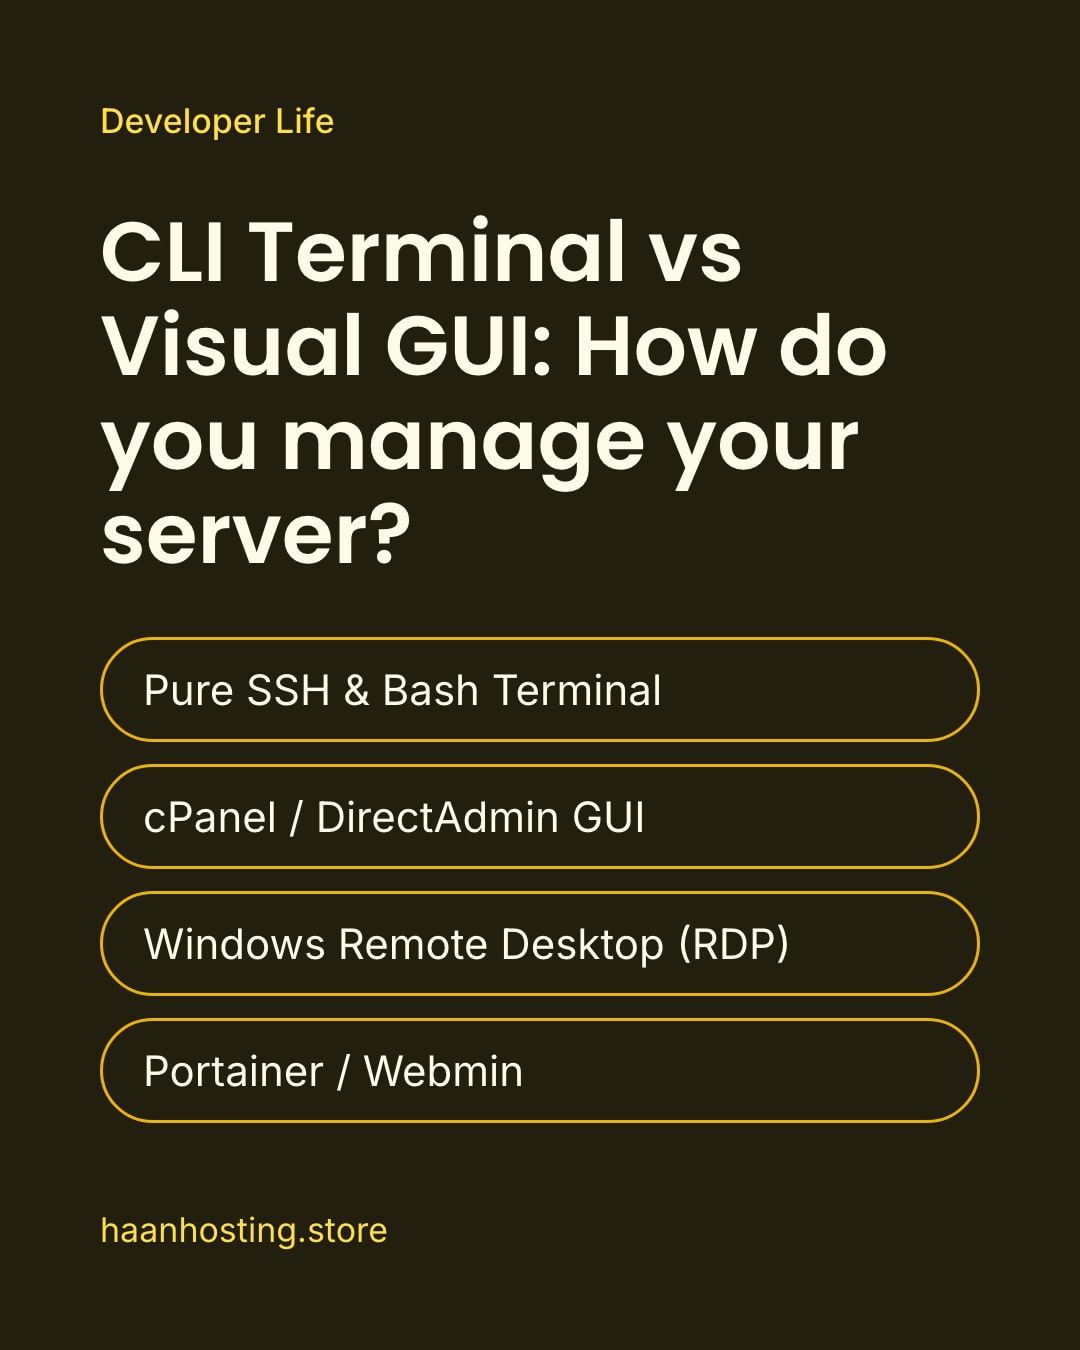 Developer Life
CLI Terminal vs
Visual GUI: How do
you manage your
server?
Pure SSH & Bash Terminal
cPanel / DirectAdmin GUI
Windows Remote Desktop (RDP)
Portainer / Webmin
haanhosting.store